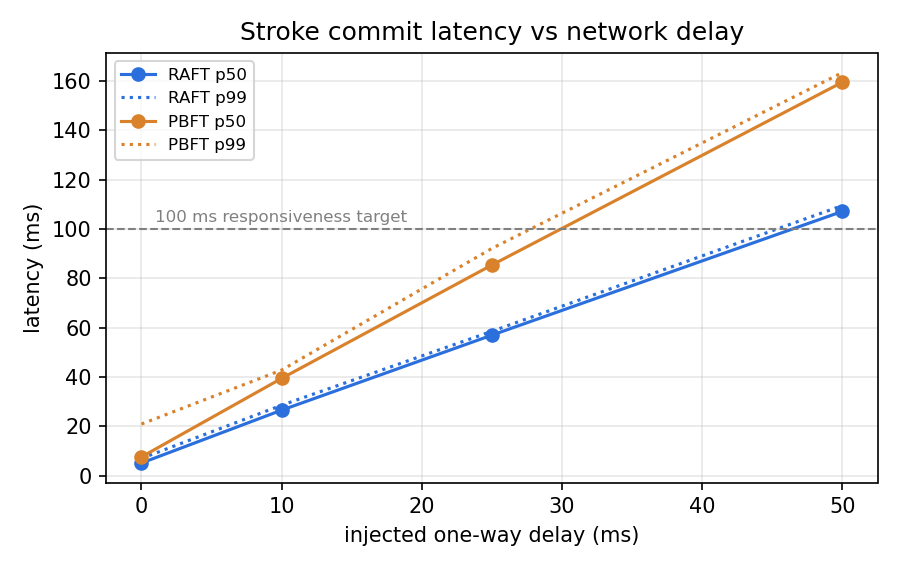 Stroke commit latency vs network delay
RAFT p50
RAFT p99
PBFT p50
PBFT p99
100 ms responsiveness target
latency (ms)
160
140
120
100
80
60
40
20
0
0 10 20 30 40 50
injected one-way delay (ms)